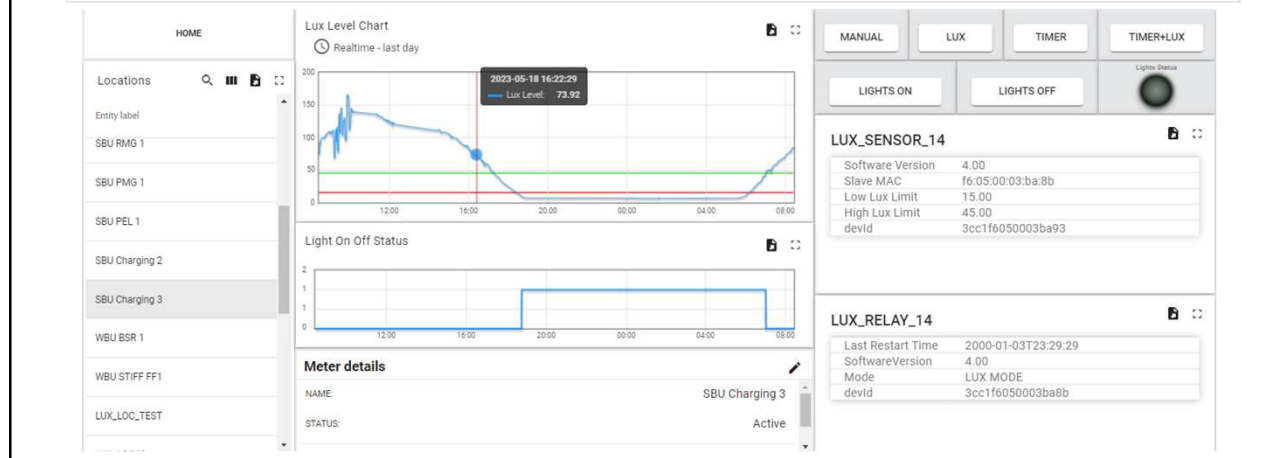 HOME
Locations
Entity label
SBU RMG 1
SBU PMG 1
SBU PEL 1
SBU Charging 2
SBU Charging 3
WBU BSR 1
WBU STIFF FF1
LUX_LOC_TEST
Lux Level Chart
Realtime - last day
200
150
100
50
0
2023-05-18 16:22:29
Lux Level: 73.92
12:00 16:00 20:00 00:00 04:00 08:00
Light On Off Status
2
1
1
0
12:00 16:00 20:00 00:00 04:00 08:00
Meter details
NAME: SBU Charging 3
STATUS: Active
MANUAL LUX TIMER TIMER+LUX
LIGHTS ON LIGHTS OFF
Lights Status
LUX_SENSOR_14
Software Version 4.00
Slave MAC f6:05:00:03:ba:8b
Low Lux Limit 15.00
High Lux Limit 45.00
devId 3cc1f6050003ba93
LUX_RELAY_14
Last Restart Time 2000-01-03T23:29:29
SoftwareVersion 4.00
Mode LUX MODE
devId 3cc1f6050003ba8b